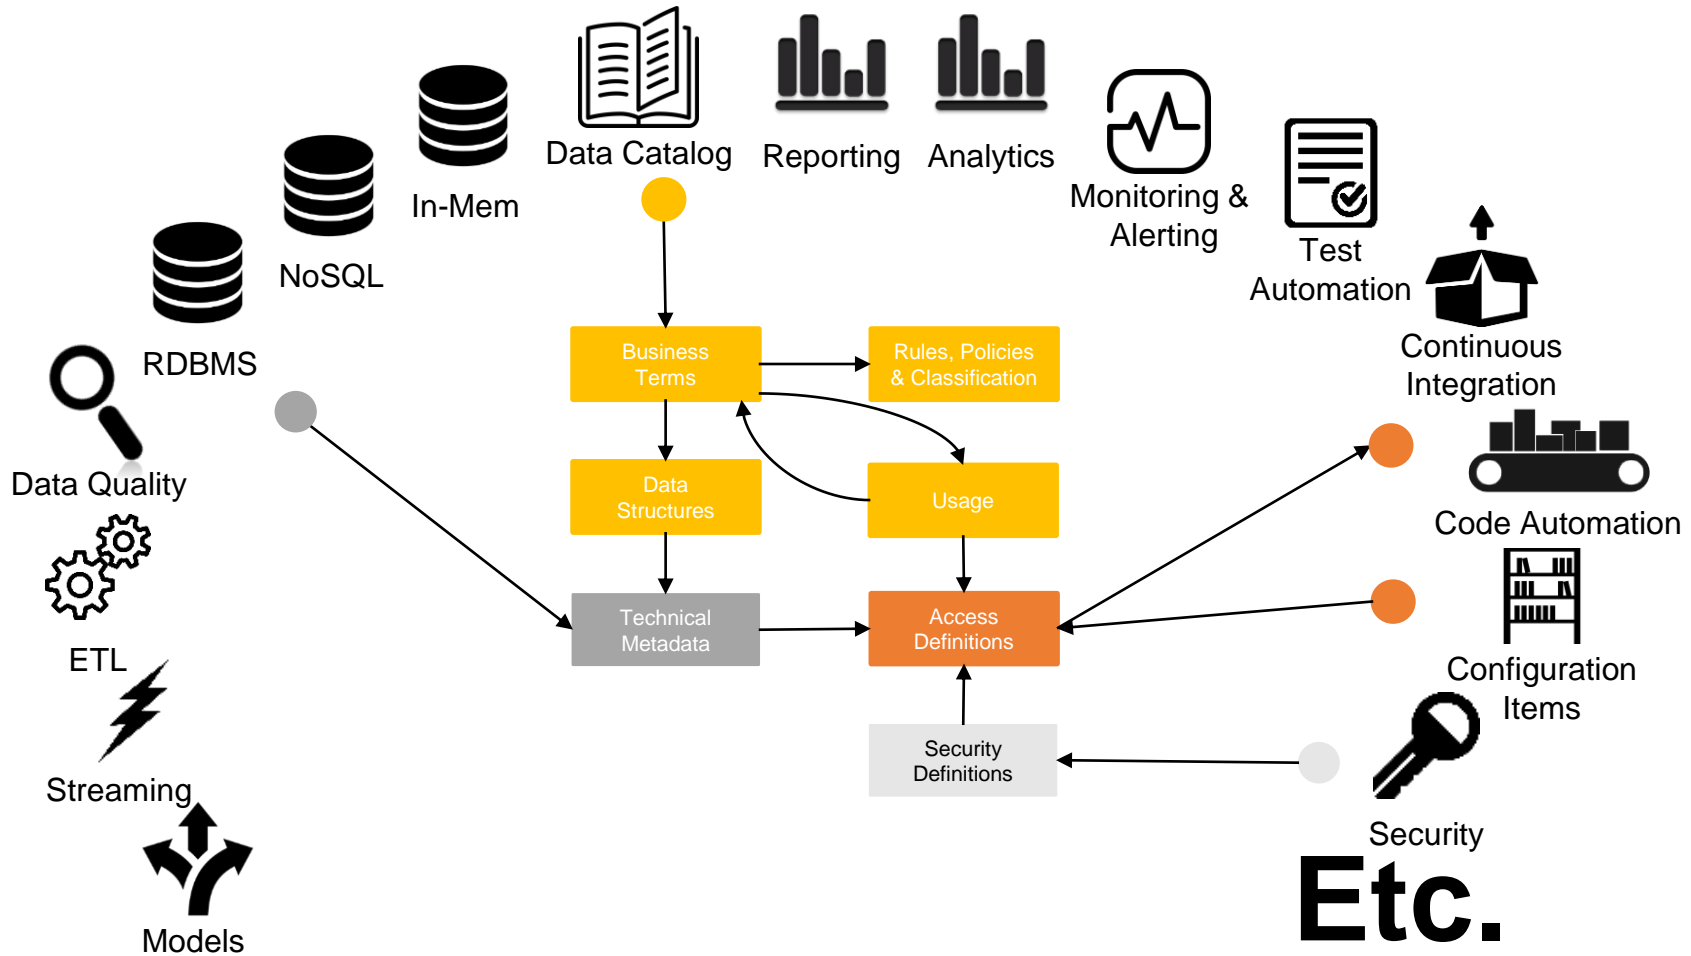 Data Catalog
Reporting
Analytics
In-Mem
Monitoring &
Alerting
NoSQL
Test
Automation
RDBMS
Continuous
Integration
Data Quality
Code Automation
ETL
Configuration
Items
Streaming
Security
Models
Etc.
Business
Terms
Rules, Policies
& Classification
Data
Structures
Usage
Technical
Metadata
Access
Definitions
Security
Definitions